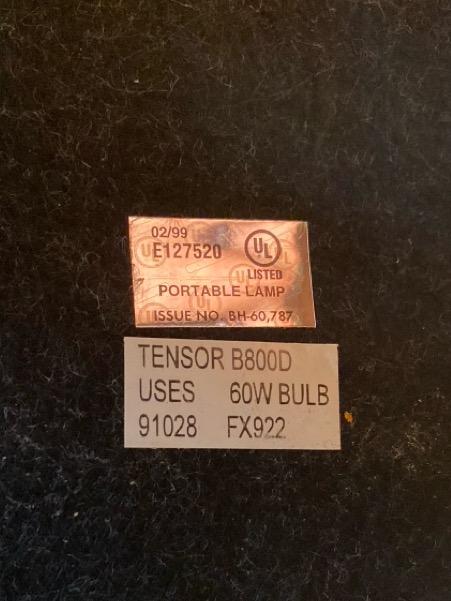 02/99
E127520 UL
LISTED
PORTABLE LAMP
ISSUE NO. BH-60,787
TENSOR B800D
USES 60W BULB
91028 FX922